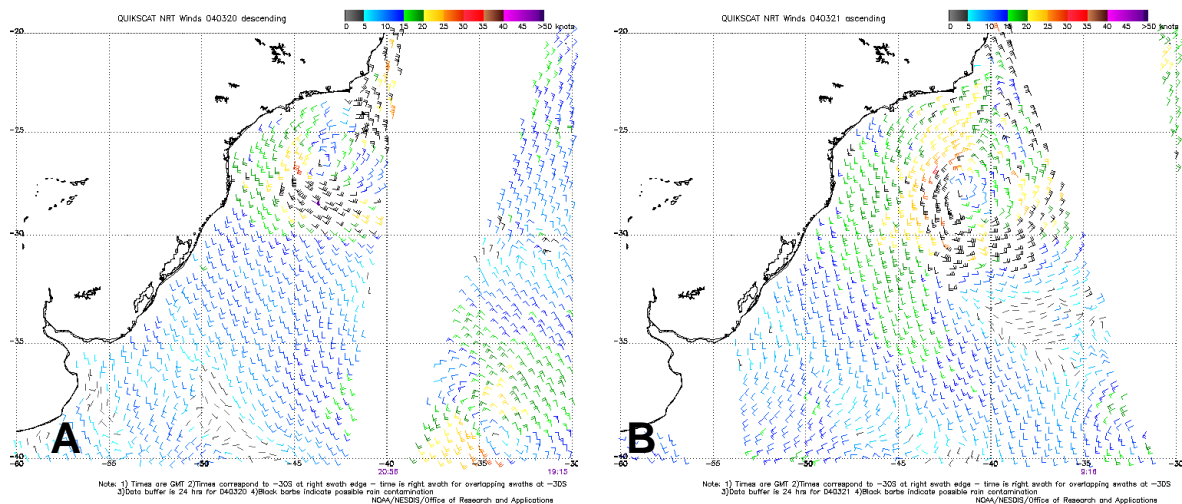 QUIKSCAT NRT Winds 040320 descending
0 5 10 15 20 25 30 35 40 45 >50 knots
-20
-25
-30
-35
-40
-60 -55 -50 -45 -40 -35 -30
20:56 19:15
A
Note: 1) Times are GMT 2)Times correspond to -30S at right swath edge - time is right swath for overlapping swaths at -30S
3)Data buffer is 24 hrs for 040320 4)Black barbs indicate possible rain contamination
NOAA/NESDIS/Office of Research and Applications
QUIKSCAT NRT Winds 040321 ascending
0 5 10 15 20 25 30 35 40 45 >50 knots
-20
-25
-30
-35
-40
-60 -55 -50 -45 -40 -35 -30
9:16
B
Note: 1) Times are GMT 2)Times correspond to -30S at right swath edge - time is right swath for overlapping swaths at -30S
3)Data buffer is 24 hrs for 040321 4)Black barbs indicate possible rain contamination
NOAA/NESDIS/Office of Research and Applications